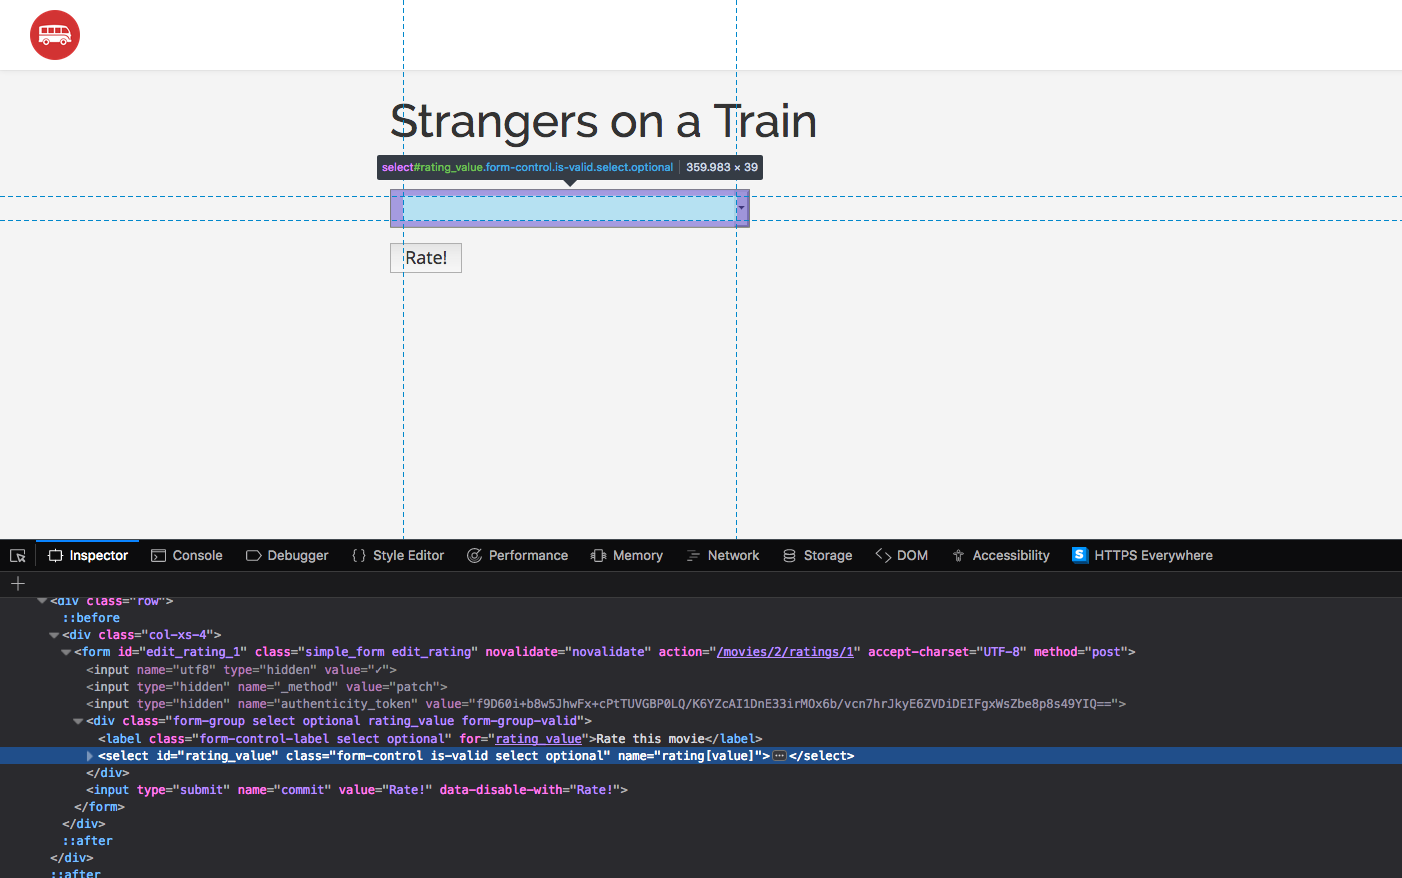 Strangers on a Train
select#rating_value.form-control.is-valid.select.optional 359.983 × 39
Rate!
Inspector Console Debugger { } Style Editor Performance Memory Network Storage DOM Accessibility S HTTPS Everywhere
<div class="row">
::before
<div class="col-xs-4">
<form id="edit_rating_1" class="simple_form edit_rating" novalidate="novalidate" action="/movies/2/ratings/1" accept-charset="UTF-8" method="post">
<input name="utf8" type="hidden" value="✓">
<input type="hidden" name="_method" value="patch">
<input type="hidden" name="authenticity_token" value="f9D60i+b8w5JhwFx+cPtTUVGBP0LQ/K6YZcAI1DnE33irMOx6b/vcn7hrJkyE6ZVDiDEIFgxWsZbe8p8s49YIQ==">
<div class="form-group select optional rating_value form-group-valid">
<label class="form-control-label select optional" for="rating_value">Rate this movie</label>
<select id="rating_value" class="form-control is-valid select optional" name="rating[value]">⋯</select>
</div>
<input type="submit" name="commit" value="Rate!" data-disable-with="Rate!">
</form>
</div>
::after
</div>
::after